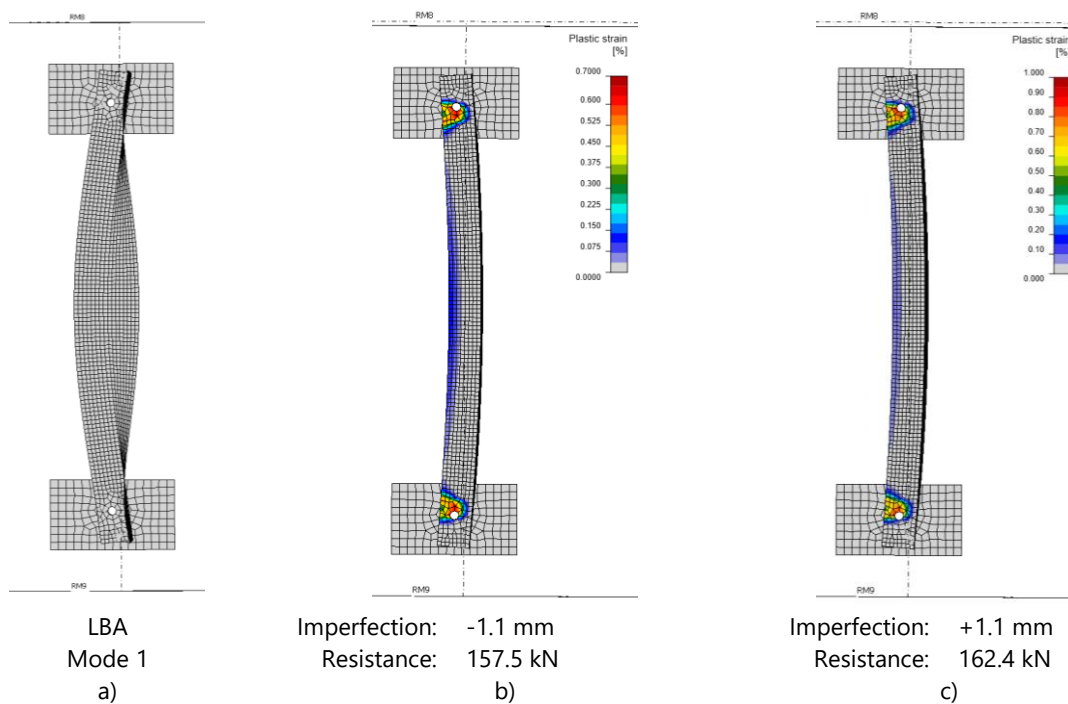 RM8
RM9
LBA
Mode 1
a)
RM8
Plastic strain
[%]
0.7000
0.600
0.525
0.450
0.375
0.300
0.225
0.150
0.075
0.0000
RM9
Imperfection: -1.1 mm
Resistance: 157.5 kN
b)
RM8
Plastic strain
[%]
1.000
0.90
0.80
0.70
0.60
0.50
0.40
0.30
0.20
0.10
0.000
RM9
Imperfection: +1.1 mm
Resistance: 162.4 kN
c)